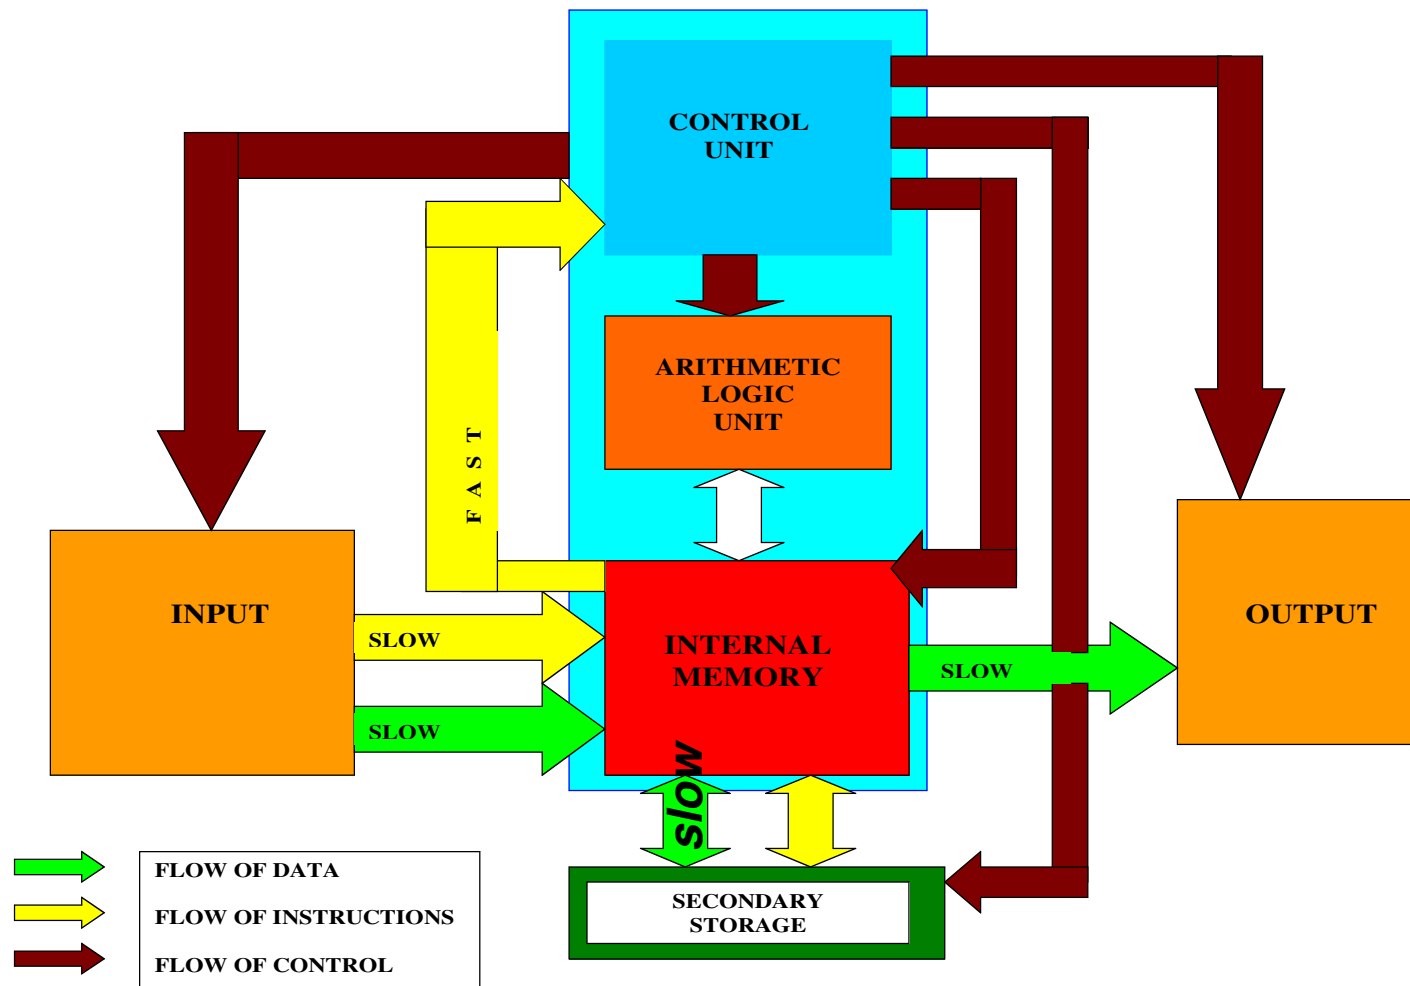 CONTROL
UNIT
ARITHMETIC
LOGIC
UNIT
F A S T
INPUT
SLOW
SLOW
INTERNAL
MEMORY
SLOW
OUTPUT
slow
SECONDARY
STORAGE
FLOW OF DATA
FLOW OF INSTRUCTIONS
FLOW OF CONTROL